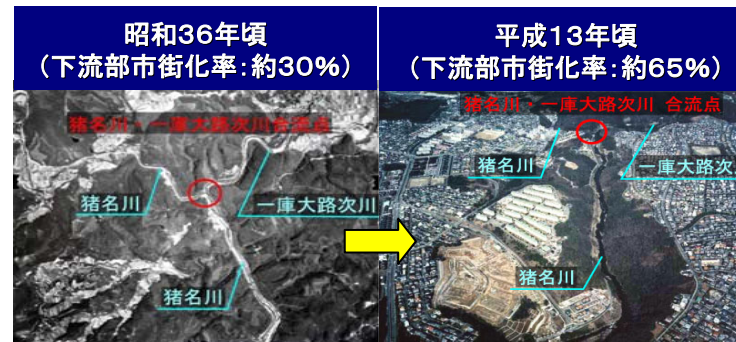 昭和36年頃
（下流部市街化率：約30％）
平成13年頃
（下流部市街化率：約65％）
猪名川・一庫大路次川合流点
猪名川
一庫大路次川
猪名川
猪名川・一庫大路次川 合流点
猪名川
一庫大路次
猪名川